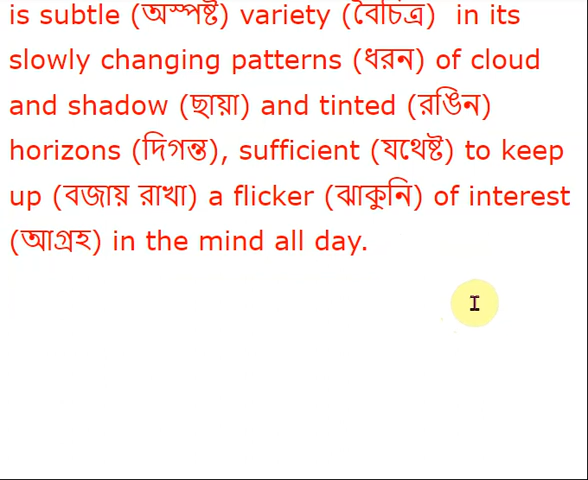 is subtle (অস্পষ্ট) variety (বৈচিত্র) in its
slowly changing patterns (ধরন) of cloud
and shadow (ছায়া) and tinted (রঙিন)
horizons (দিগন্ত), sufficient (যথেষ্ট) to keep
up (বজায় রাখা) a flicker (ঝাকুনি) of interest
(আগ্রহ) in the mind all day.